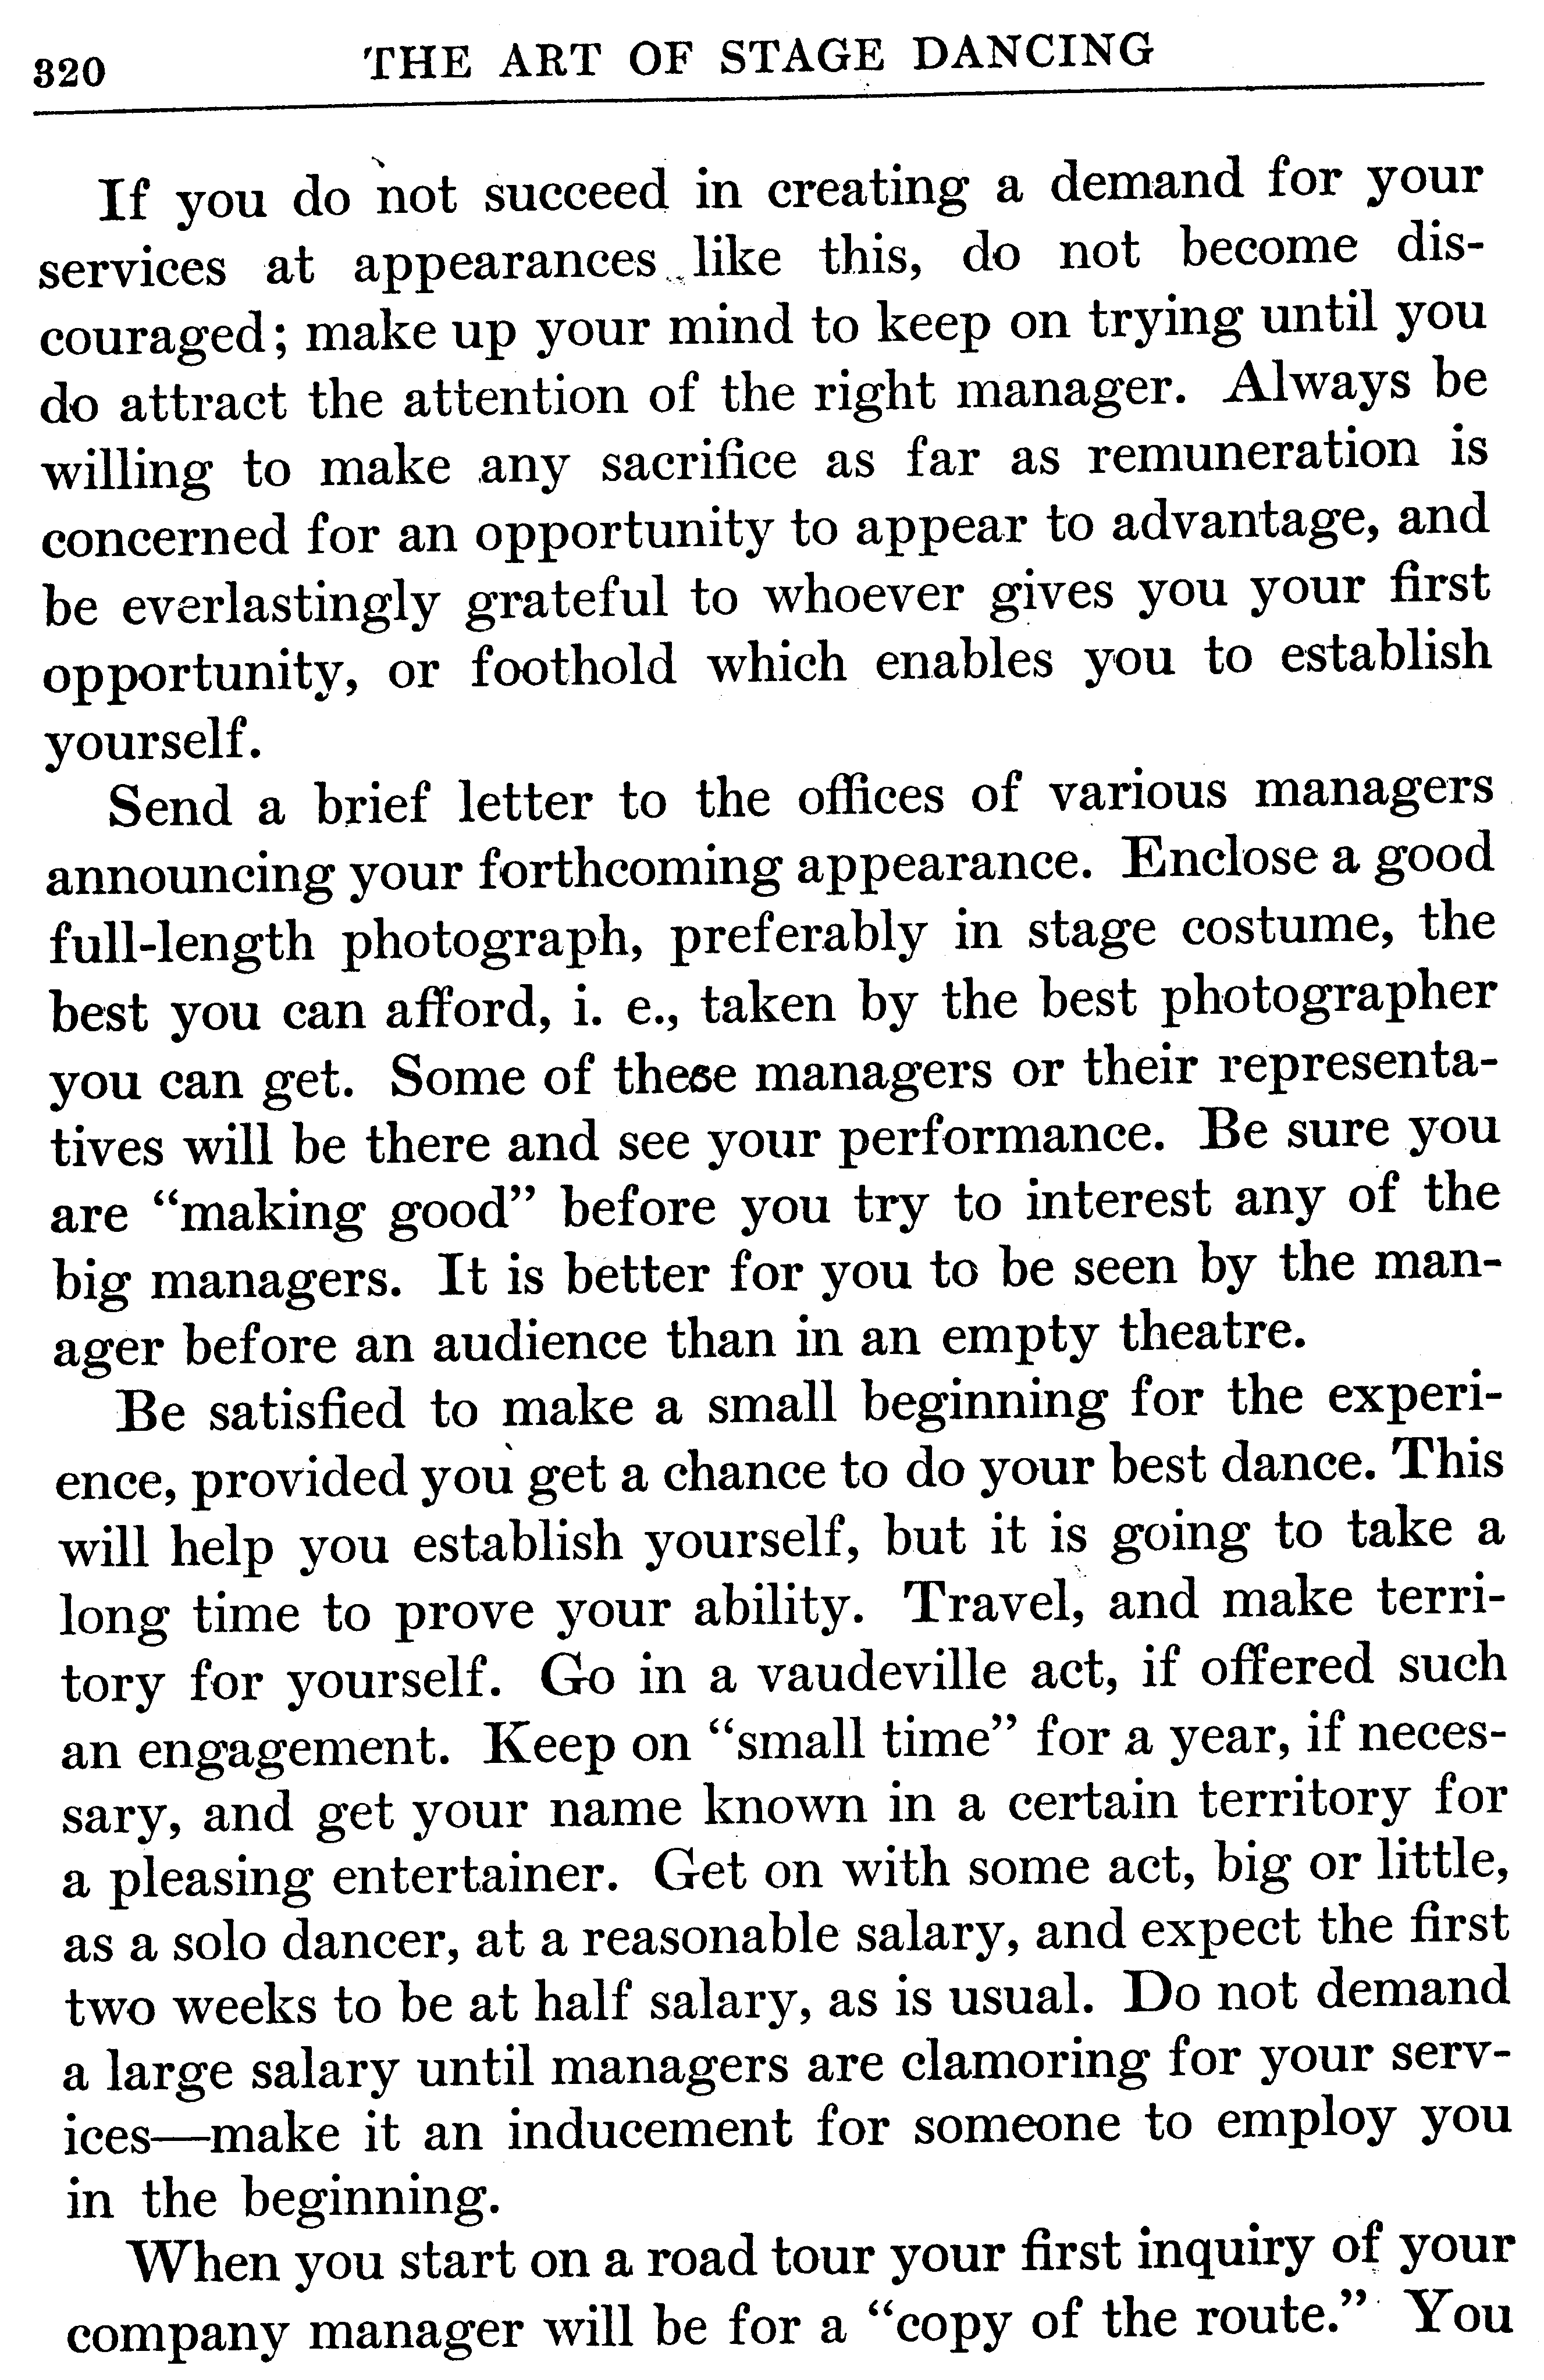 320 THE ART OF STAGE DANCING
If you do not succeed in creating a demand for your
services at appearances like this, do not become dis-
couraged; make up your mind to keep on trying until you
do attract the attention of the right manager. Always be
willing to make any sacrifice as far as remuneration is
concerned for an opportunity to appear to advantage, and
be everlastingly grateful to whoever gives you your first
opportunity, or foothold which enables you to establish
yourself.
Send a brief letter to the offices of various managers
announcing your forthcoming appearance. Enclose a good
full-length photograph, preferably in stage costume, the
best you can afford, i. e., taken by the best photographer
you can get. Some of these managers or their representa-
tives will be there and see your performance. Be sure you
are “making good” before you try to interest any of the
big managers. It is better for you to be seen by the man-
ager before an audience than in an empty theatre.
Be satisfied to make a small beginning for the experi-
ence, provided you get a chance to do your best dance. This
will help you establish yourself, but it is going to take a
long time to prove your ability. Travel, and make terri-
tory for yourself. Go in a vaudeville act, if offered such
an engagement. Keep on “small time” for a year, if neces-
sary, and get your name known in a certain territory for
a pleasing entertainer. Get on with some act, big or little,
as a solo dancer, at a reasonable salary, and expect the first
two weeks to be at half salary, as is usual. Do not demand
a large salary until managers are clamoring for your serv-
ices—make it an inducement for someone to employ you
in the beginning.
When you start on a road tour your first inquiry of your
company manager will be for a “copy of the route.” You